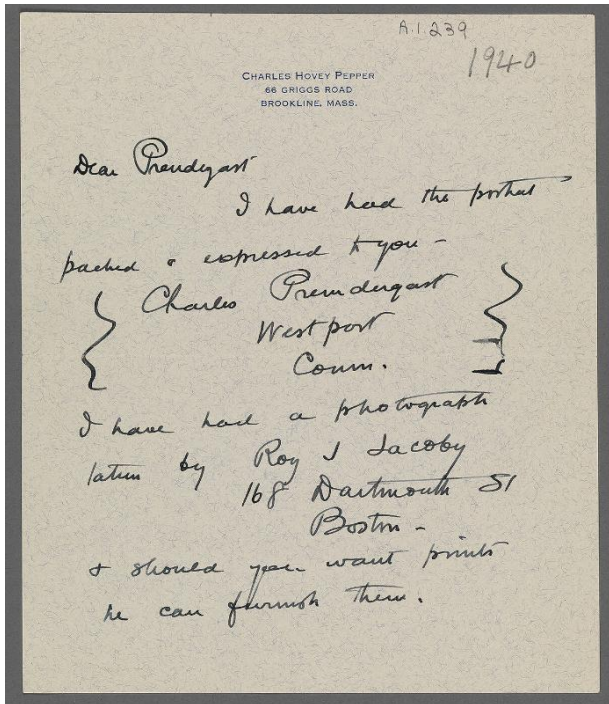 A.1.239
1940
CHARLES HOVEY PEPPER
66 GRIGGS ROAD
BROOKLINE, MASS.
Dear Prendergast
I have had the portrait
packed & expressed to you –
Charles Prendergast
Westport
Conn.
I have had a photograph
taken by Roy J Jacoby
168 Dartmouth St
Boston –
& should you want prints
he can furnish them.